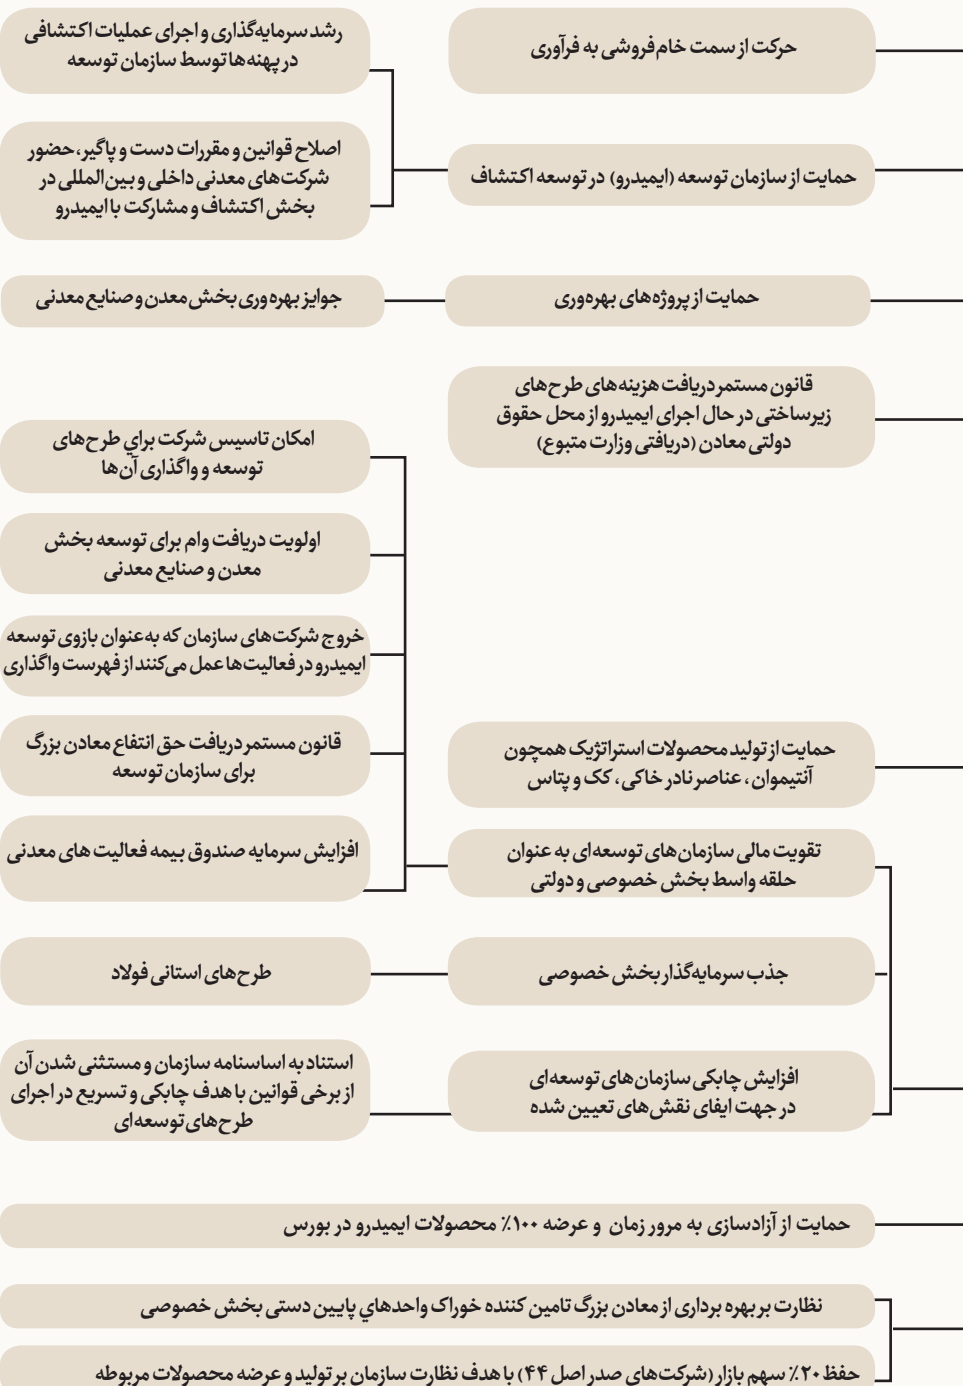 حرکت از سمت خام‌فروشی به فرآوری
رشد سرمایه‌گذاری و اجرای عملیات اکتشافی
در پهنه‌ها توسط سازمان توسعه
حمایت از سازمان توسعه (ایمیدرو) در توسعه اکتشاف
اصلاح قوانین و مقررات دست و پاگیر، حضور
شرکت‌های معدنی داخلی و بین‌المللی در
بخش اکتشاف و مشارکت با ایمیدرو
حمایت از پروژه‌های بهره‌وری
جوایز بهره‌وری بخش معدن و صنایع معدنی
قانون مستمر دریافت هزینه‌های طرح‌های
زیرساختی در حال اجرای ایمیدرو از محل حقوق
دولتی معادن (دریافتی وزارت متبوع)
امکان تاسیس شرکت براي طرح‌های
توسعه و واگذاری آن‌ها
اولویت دریافت وام برای توسعه بخش
معدن و صنایع معدنی
خروج شرکت‌های سازمان که به‌عنوان بازوی توسعه
ایمیدرو در فعالیت‌ها عمل می‌کنند از فهرست واگذاری
حمایت از تولید محصولات استراتژیک همچون
آنتیموان، عناصر نادر خاکی، کک و پتاس
قانون مستمر دریافت حق انتفاع معادن بزرگ
برای سازمان توسعه
تقویت مالی سازمان‌های توسعه‌ای به عنوان
حلقه واسط بخش خصوصی و دولتی
افزایش سرمایه صندوق بیمه فعالیت های معدنی
جذب سرمایه‌گذار بخش خصوصی
طرح‌های استانی فولاد
افزایش چابکی سازمان‌های توسعه‌ای
در جهت ایفای نقش‌های تعیین شده
استناد به اساسنامه سازمان و مستثنی شدن آن
از برخی قوانین با هدف چابکی و تسریع در اجرای
طرح‌های توسعه‌ای
حمایت از آزادسازی به مرور زمان و عرضه ۱۰۰٪ محصولات ایمیدرو در بورس
نظارت بر بهره برداری از معادن بزرگ تامین کننده خوراک واحدهاي پایین دستی بخش خصوصی
حفظ ۲۰٪ سهم بازار (شرکت‌های صدر اصل ۴۴) با هدف نظارت سازمان بر تولید و عرضه محصولات مربوطه